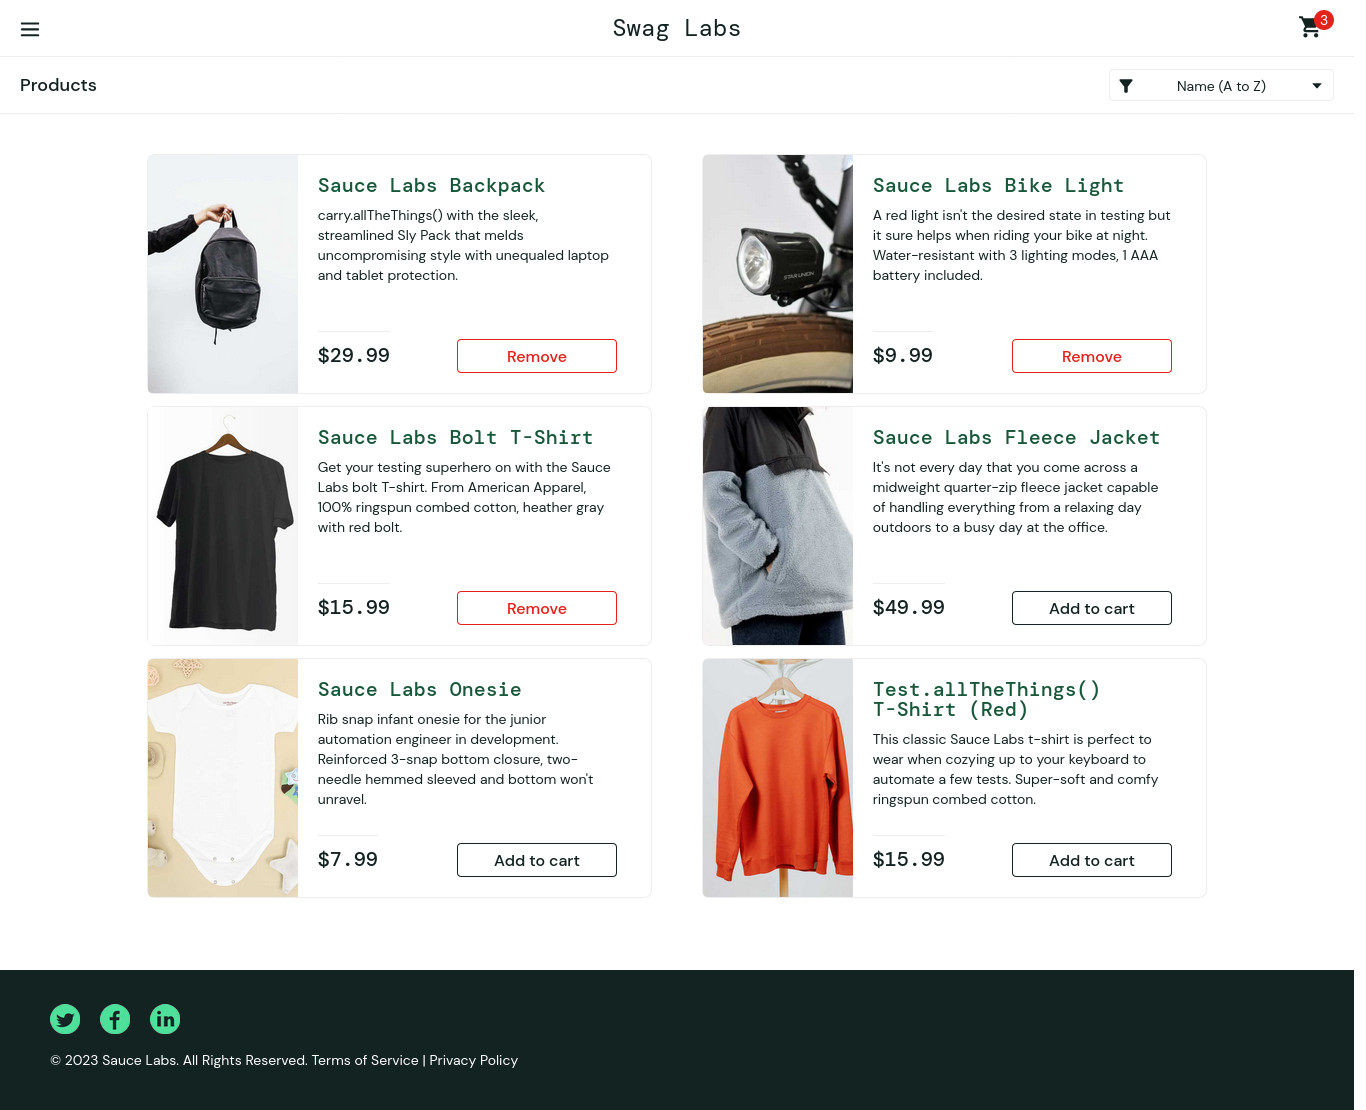 Swag Labs
3
Products
Name (A to Z)
Sauce Labs Backpack
carry.allTheThings() with the sleek,
streamlined Sly Pack that melds
uncompromising style with unequaled laptop
and tablet protection.
$29.99
Remove
Sauce Labs Bike Light
A red light isn't the desired state in testing but
it sure helps when riding your bike at night.
Water-resistant with 3 lighting modes, 1 AAA
battery included.
$9.99
Remove
STAR UNION
Sauce Labs Bolt T-Shirt
Get your testing superhero on with the Sauce
Labs bolt T-shirt. From American Apparel,
100% ringspun combed cotton, heather gray
with red bolt.
$15.99
Remove
Sauce Labs Fleece Jacket
It's not every day that you come across a
midweight quarter-zip fleece jacket capable
of handling everything from a relaxing day
outdoors to a busy day at the office.
$49.99
Add to cart
Sauce Labs Onesie
Rib snap infant onesie for the junior
automation engineer in development.
Reinforced 3-snap bottom closure, two-
needle hemmed sleeved and bottom won't
unravel.
$7.99
Add to cart
Test.allTheThings()
T-Shirt (Red)
This classic Sauce Labs t-shirt is perfect to
wear when cozying up to your keyboard to
automate a few tests. Super-soft and comfy
ringspun combed cotton.
$15.99
Add to cart
© 2023 Sauce Labs. All Rights Reserved. Terms of Service | Privacy Policy